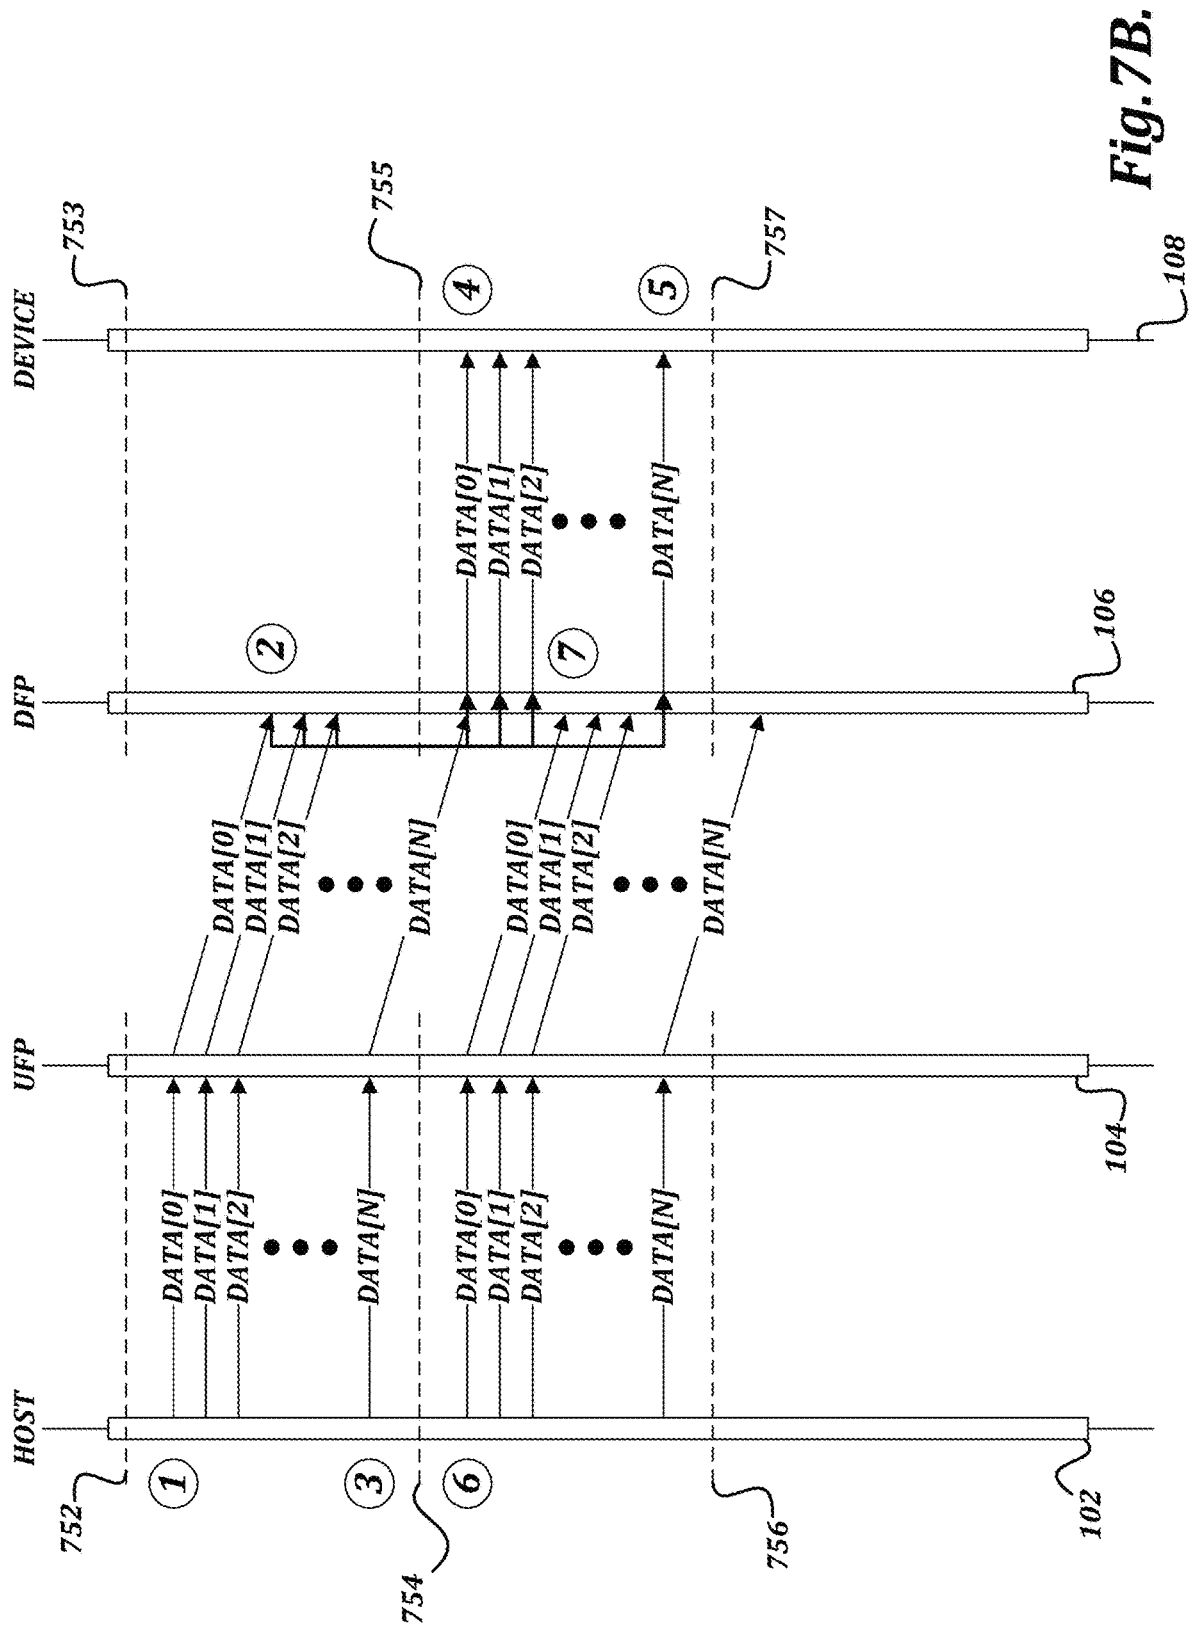 HOST
UFP
DFP
DEVICE
752
753
1
DATA[0]
DATA[1]
DATA[2]
DATA[N]
DATA[0]
DATA[1]
DATA[2]
DATA[N]
2
3
754
755
6
DATA[0]
DATA[1]
DATA[2]
DATA[N]
DATA[0]
DATA[1]
DATA[2]
DATA[N]
7
DATA[0]
DATA[1]
DATA[2]
DATA[N]
4
5
756
757
102
104
106
108
Fig.7B.